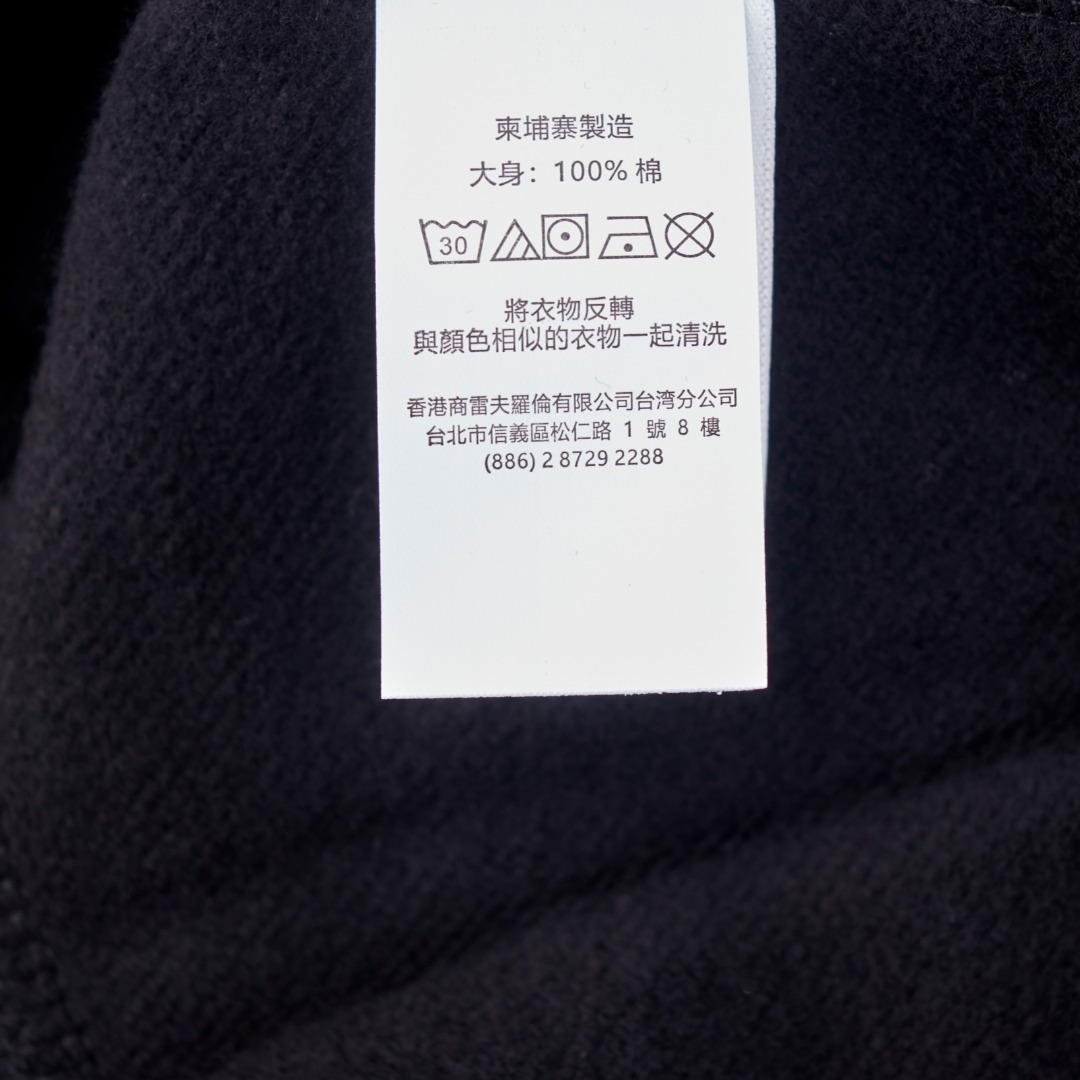 柬埔寨製造
大身：100% 棉
30
將衣物反轉
與顏色相似的衣物一起清洗
香港商雷夫羅倫有限公司台湾分公司
台北市信義區松仁路 1 號 8 樓
(886) 2 8729 2288